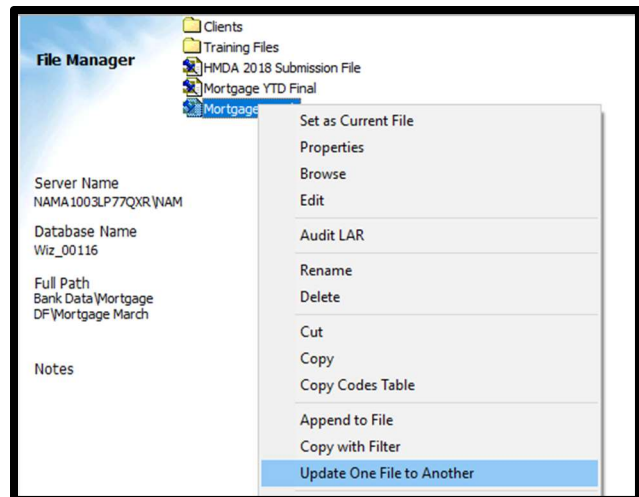 File Manager
Clients
Training Files
HMDA 2018 Submission File
Mortgage YTD Final
Mortgage
Server Name
NAMA1003LP77QXR\NAM
Database Name
Wiz_00116
Full Path
Bank Data\Mortgage
DF\Mortgage March
Notes
Set as Current File
Properties
Browse
Edit
Audit LAR
Rename
Delete
Cut
Copy
Copy Codes Table
Append to File
Copy with Filter
Update One File to Another